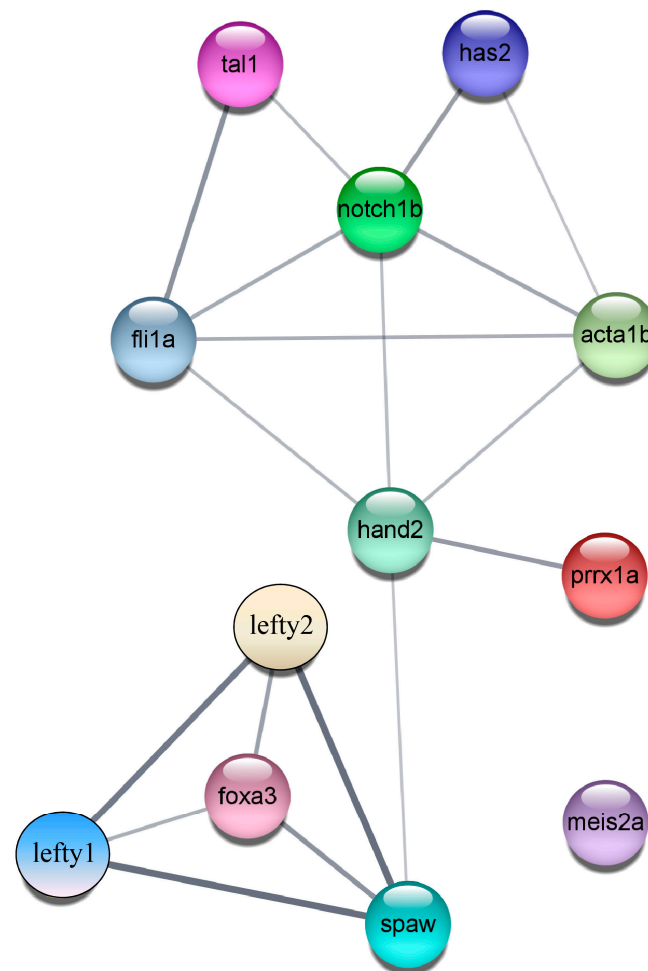 tal1
has2
notch1b
fli1a
acta1b
hand2
prrx1a
lefty2
foxa3
meis2a
lefty1
spaw